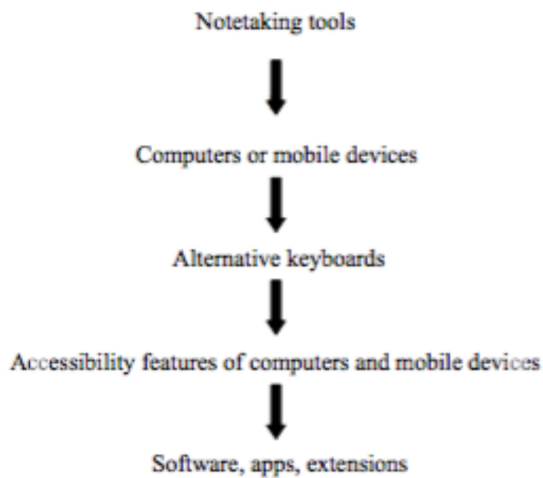 Notetaking tools
Computers or mobile devices
Alternative keyboards
Accessibility features of computers and mobile devices
Software, apps, extensions